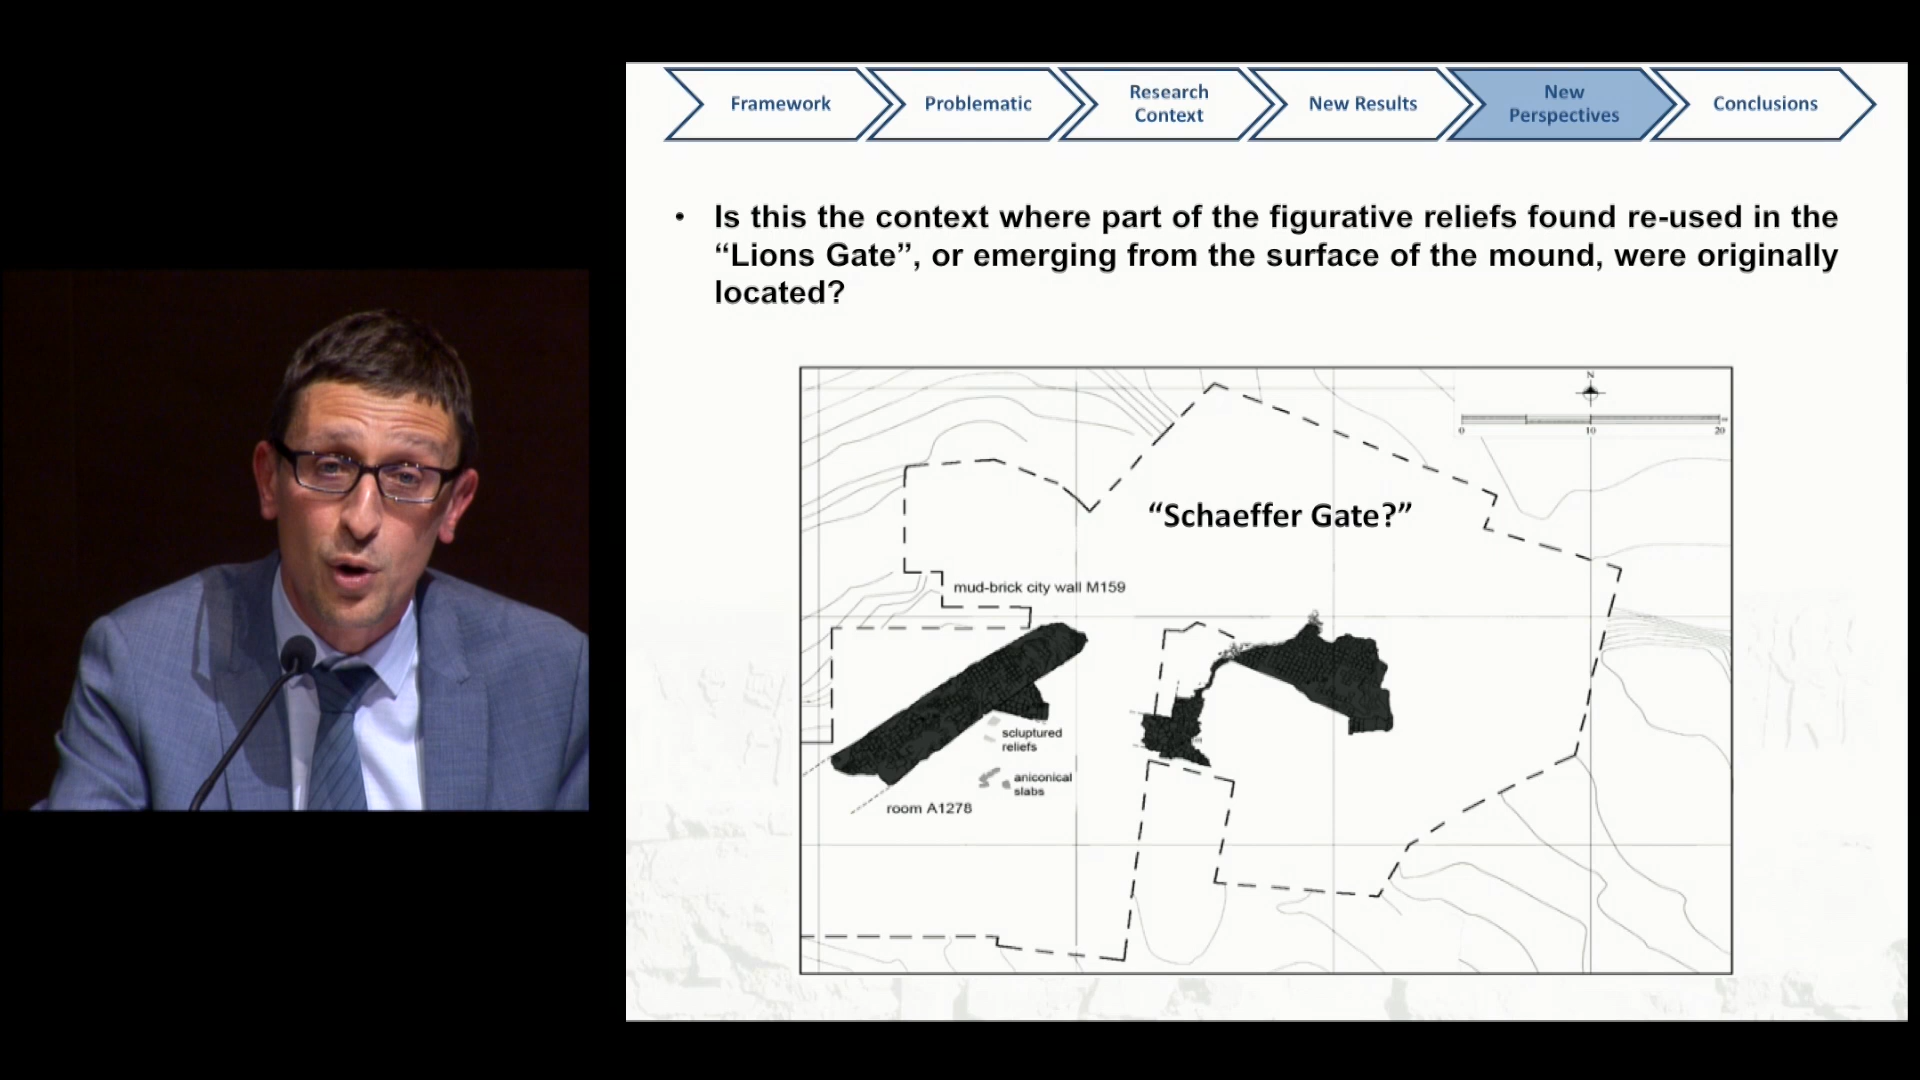 Framework
Problematic
Research
Context
New Results
New
Perspectives
Conclusions
• Is this the context where part of the figurative reliefs found re-used in the
“Lions Gate”, or emerging from the surface of the mound, were originally
located?
N
0 10 20
“Schaeffer Gate?”
mud-brick city wall M159
scluptured
reliefs
aniconical
slabs
room A1278